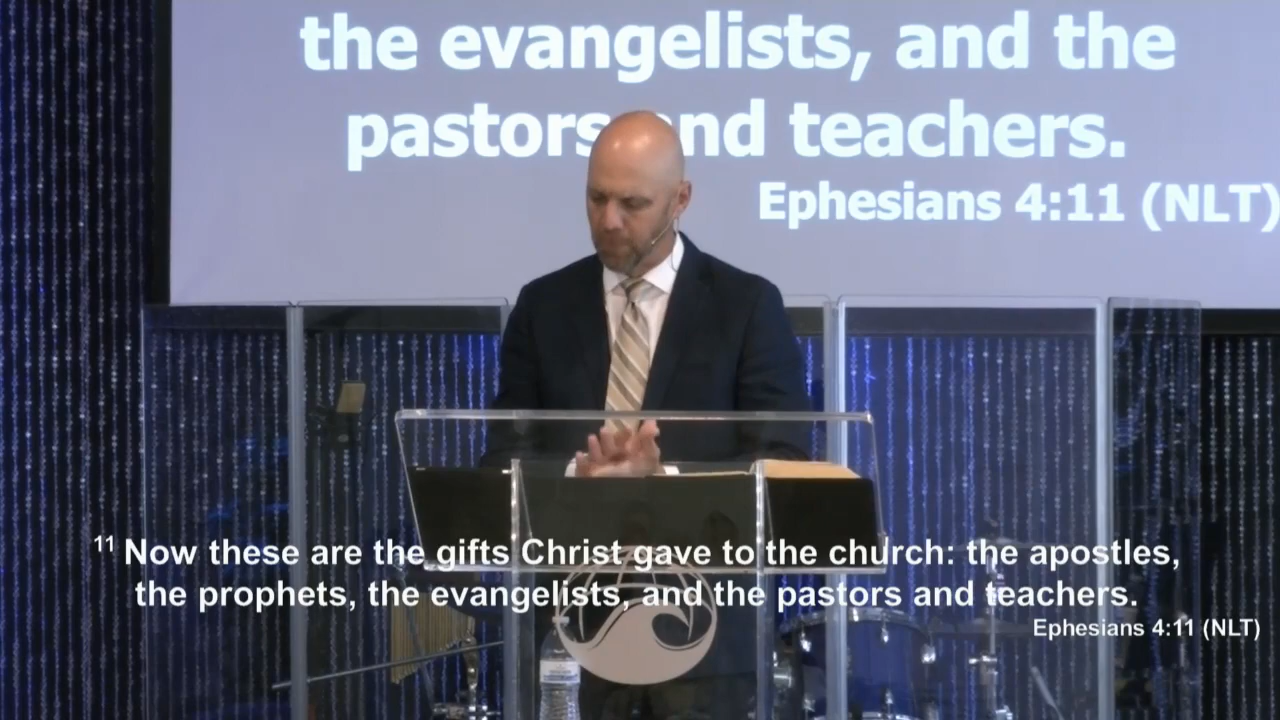 the evangelists, and the
pastors and teachers.
Ephesians 4:11 (NLT)
11 Now these are the gifts Christ gave to the church: the apostles,
the prophets, the evangelists, and the pastors and teachers.
Ephesians 4:11 (NLT)